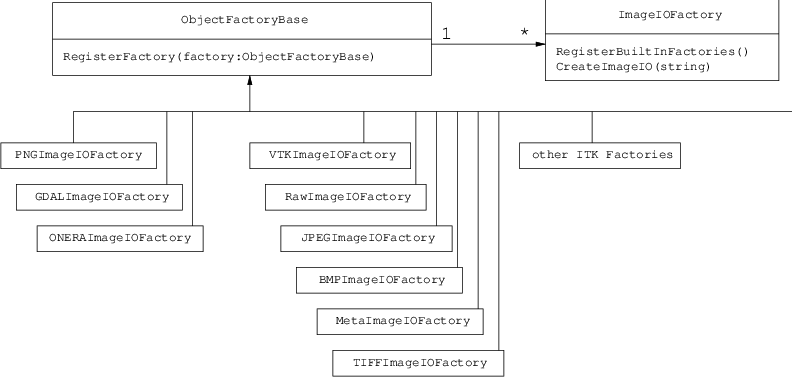 ObjectFactoryBase
RegisterFactory(factory:ObjectFactoryBase)
1
*
ImageIOFactory
RegisterBuiltInFactories()
CreateImageIO(string)
PNGImageIOFactory
VTKImageIOFactory
other ITK Factories
GDALImageIOFactory
RawImageIOFactory
ONERAImageIOFactory
JPEGImageIOFactory
BMPImageIOFactory
MetaImageIOFactory
TIFFImageIOFactory